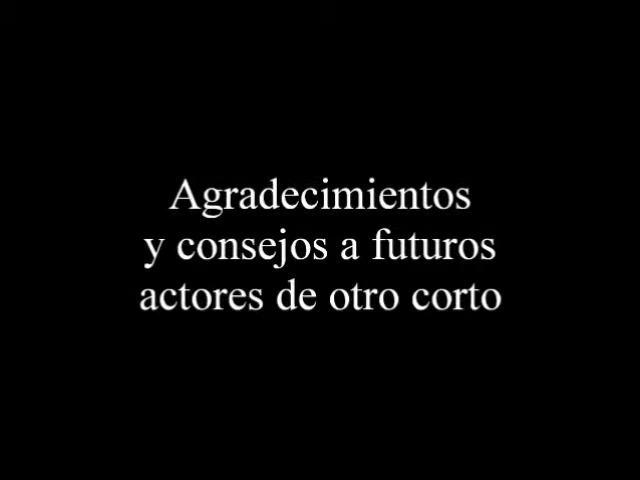 Agradecimientos
y consejos a futuros
actores de otro corto